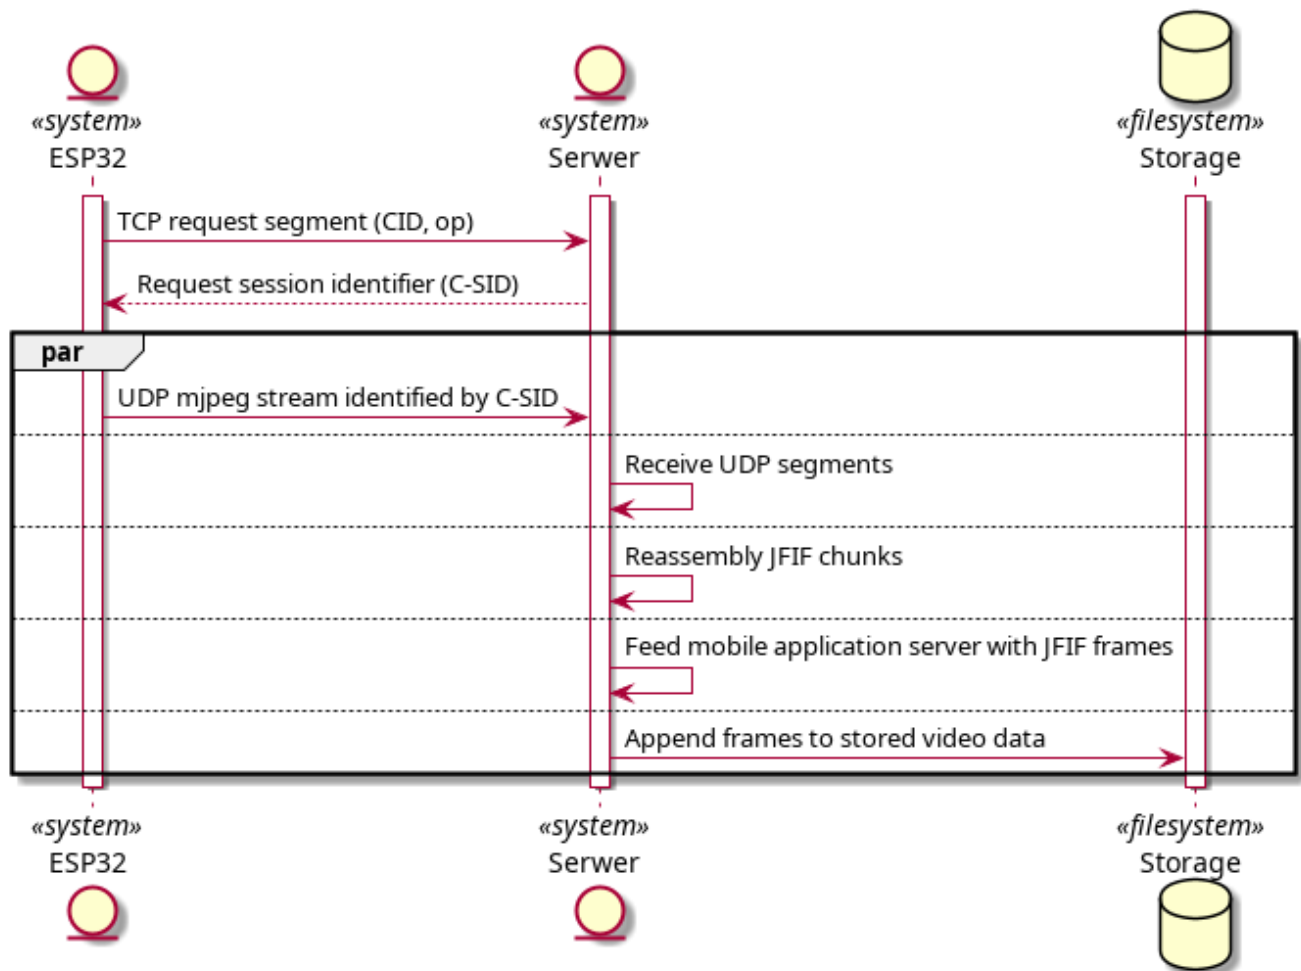 «system»
ESP32
«system»
Serwer
«filesystem»
Storage
TCP request segment (CID, op)
Request session identifier (C-SID)
par
UDP mjpeg stream identified by C-SID
Receive UDP segments
Reassembly JFIF chunks
Feed mobile application server with JFIF frames
Append frames to stored video data
«system»
ESP32
«system»
Serwer
«filesystem»
Storage